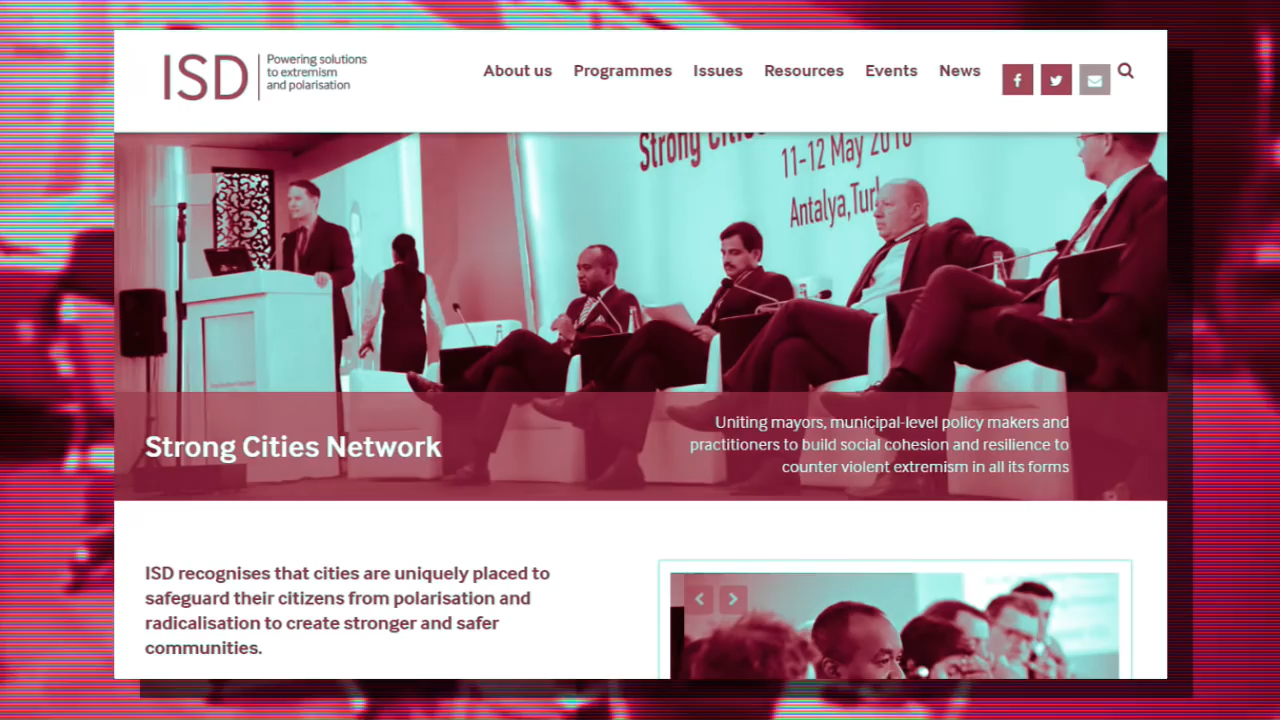 ISD
Powering solutions
to extremism
and polarisation
About us Programmes Issues Resources Events News
Strong Cities
11-12 May 2016
Antalya, Tur
Strong Cities Network
Uniting mayors, municipal-level policy makers and
practitioners to build social cohesion and resilience to
counter violent extremism in all its forms
ISD recognises that cities are uniquely placed to
safeguard their citizens from polarisation and
radicalisation to create stronger and safer
communities.